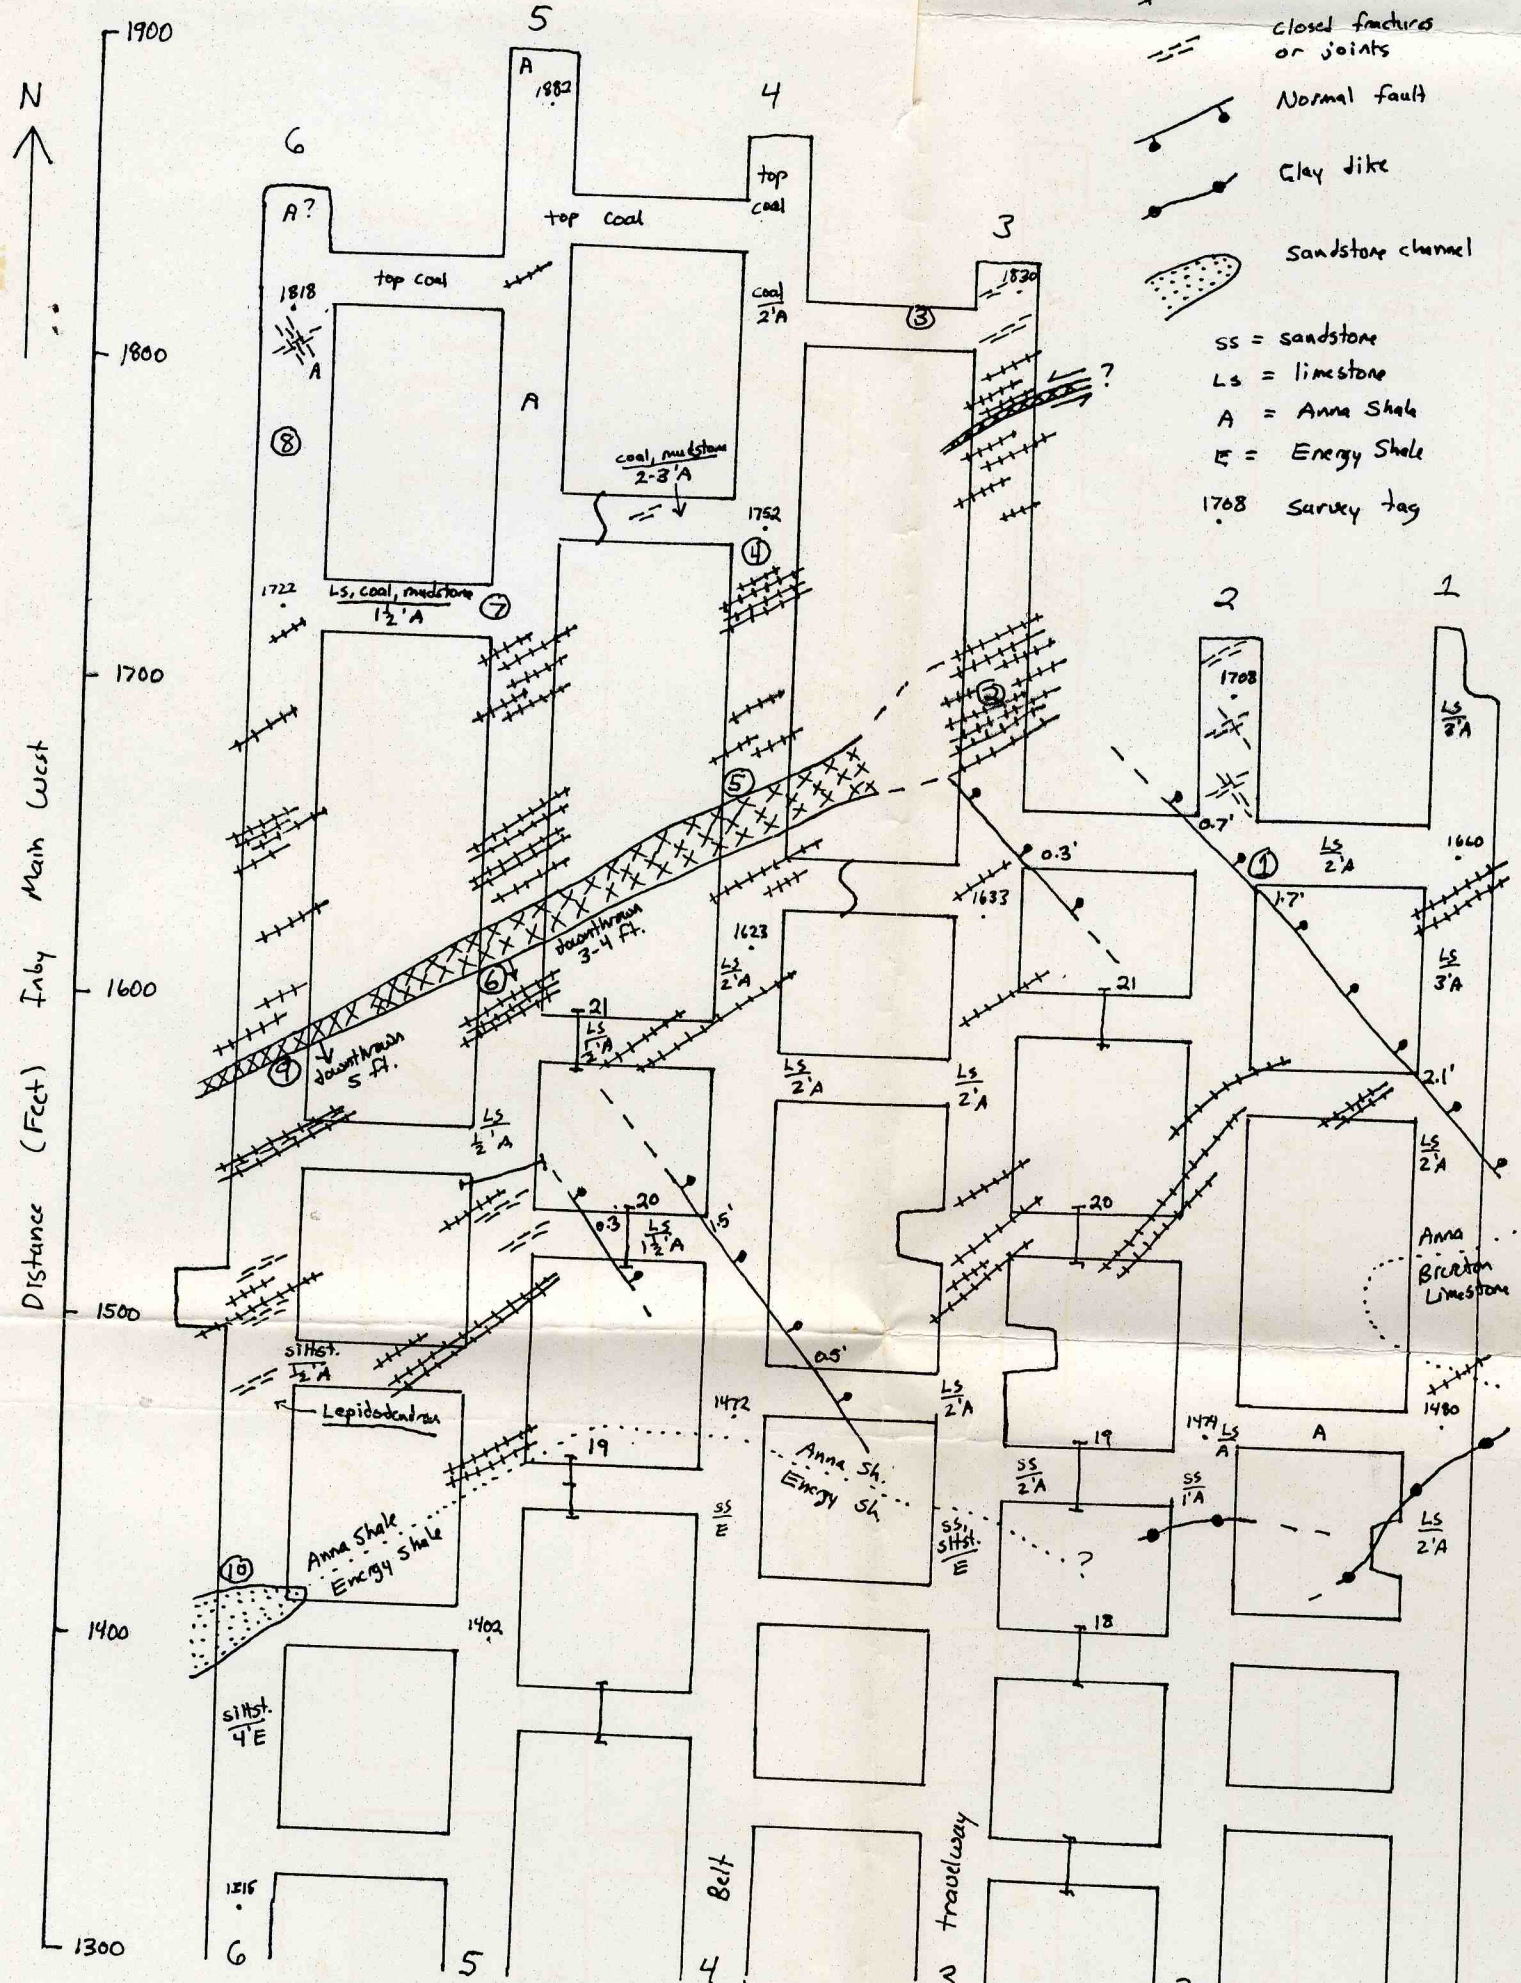 1900
1800
1700
1600
1500
1400
1300
N
Distance (Feet) Inby Main West
5
A
1882
4
top
coal
6
A?
top coal
top coal
3
1830
1818
A
A
coal
2'A
3
?
8
coal, mudstone
2-3'A
1752
4
1722
Ls, coal, mudstone
1½'A
7
2
1
2
1708
Ls
3'A
5
0.7'
0.3'
Ls
2'A
1660
1
1.7'
1633
downthrown
3-4 ft.
1623
Ls
2'A
Ls
3'A
6
21
Ls
2'A
21
9
downthrown
5 ft.
Ls
2'A
Ls
2'A
2.1'
Ls
½'A
Ls
2'A
20
0.3
Ls
1½'A
1.5'
20
Anna
Brereton
Limestone
siltst.
½'A
Lepidodendron
0.5'
Ls
2'A
1472
1474
Ls
A
A
1480
19
Anna Sh.
Energy Sh.
19
ss
2'A
ss
1'A
Ls
2'A
ss
E
ss,
siltst.
E
?
Anna Shale
Energy Shale
10
18
1402
siltst.
4'E
1315
Belt
travelway
6
5
4
closed fractures
or joints
Normal fault
Clay dike
Sandstone channel
SS = sandstone
Ls = limestone
A = Anna Shale
E = Energy Shale
1708 Survey tag